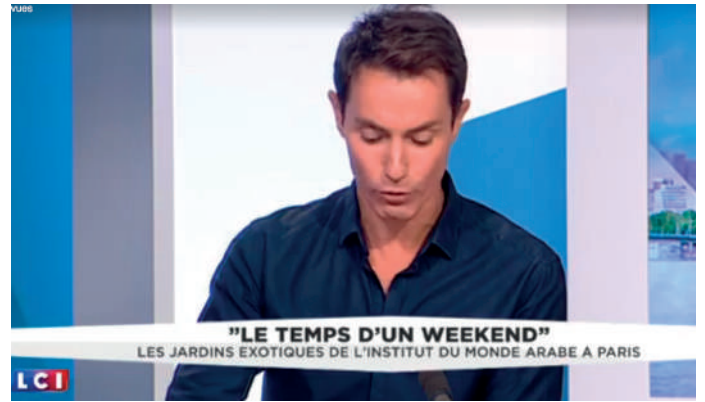 vues
"LE TEMPS D'UN WEEKEND"
LES JARDINS EXOTIQUES DE L'INSTITUT DU MONDE ARABE À PARIS
LCI